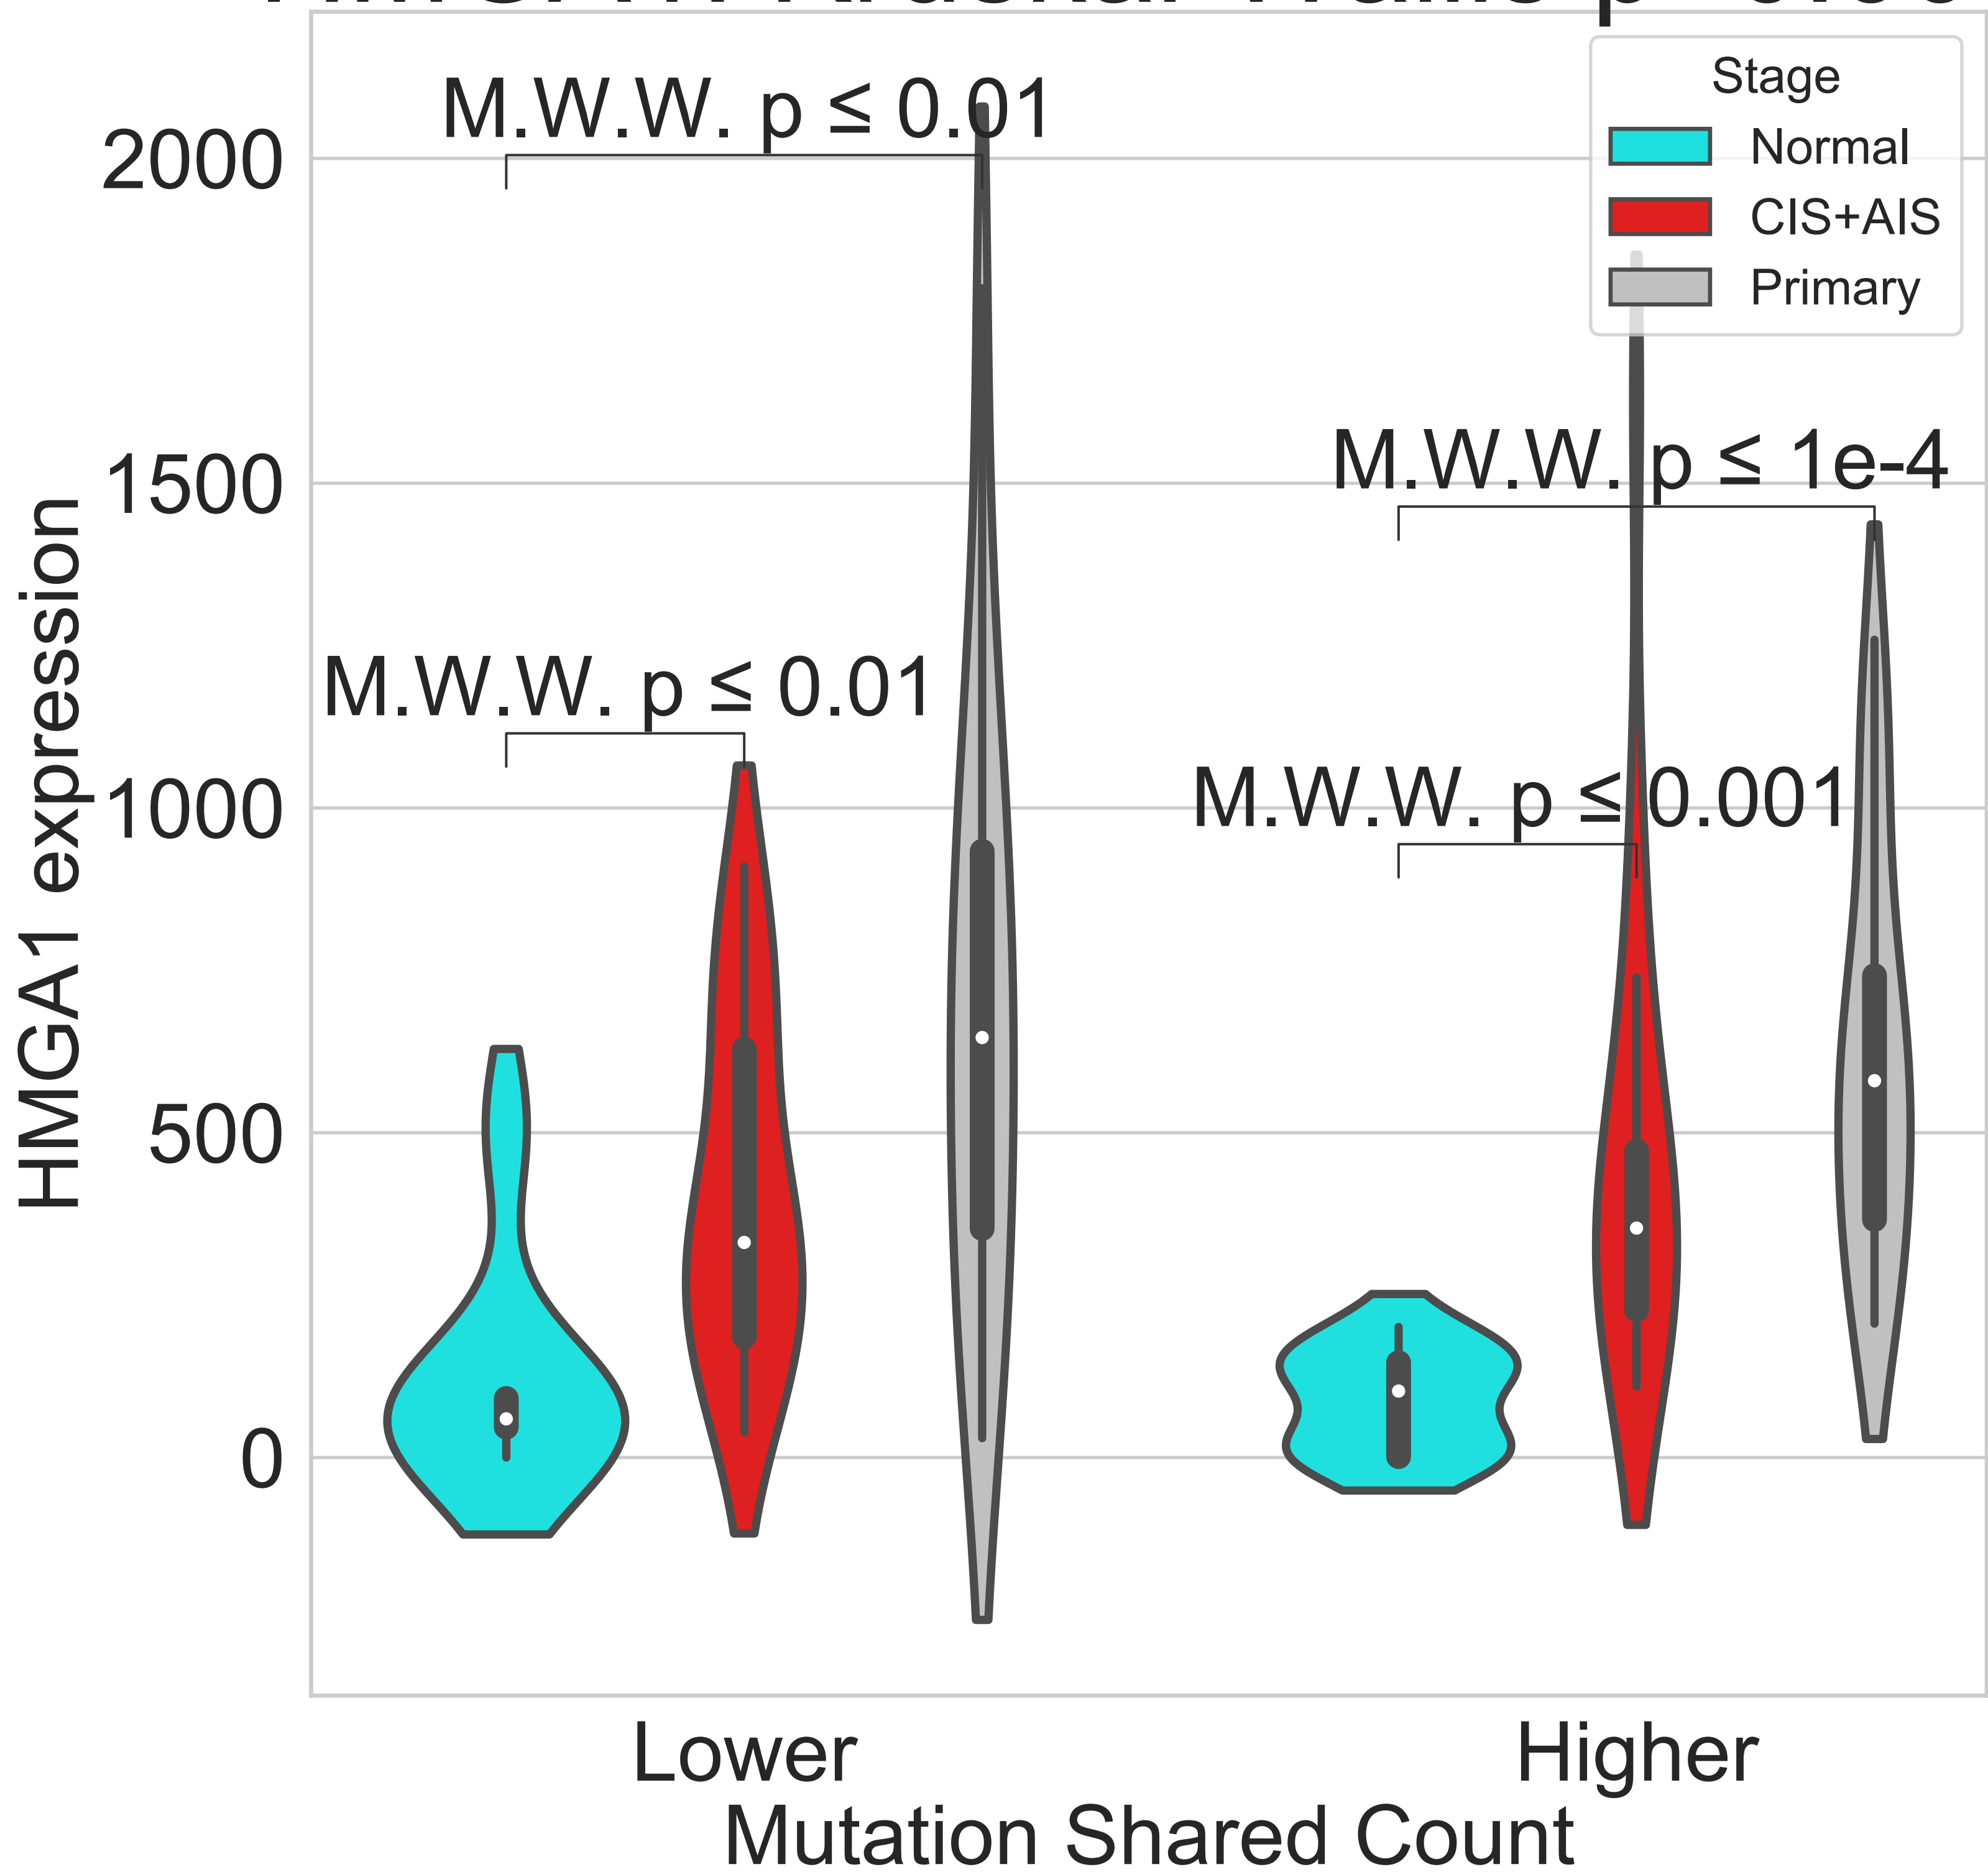 Stage
Normal
CIS+AIS
Primary
M.W.W. p ≤ 0.01
M.W.W. p ≤ 1e-4
M.W.W. p ≤ 0.01
M.W.W. p ≤ 0.001
2000
1500
1000
500
0
HMGA1 expression
Lower
Higher
Mutation Shared Count